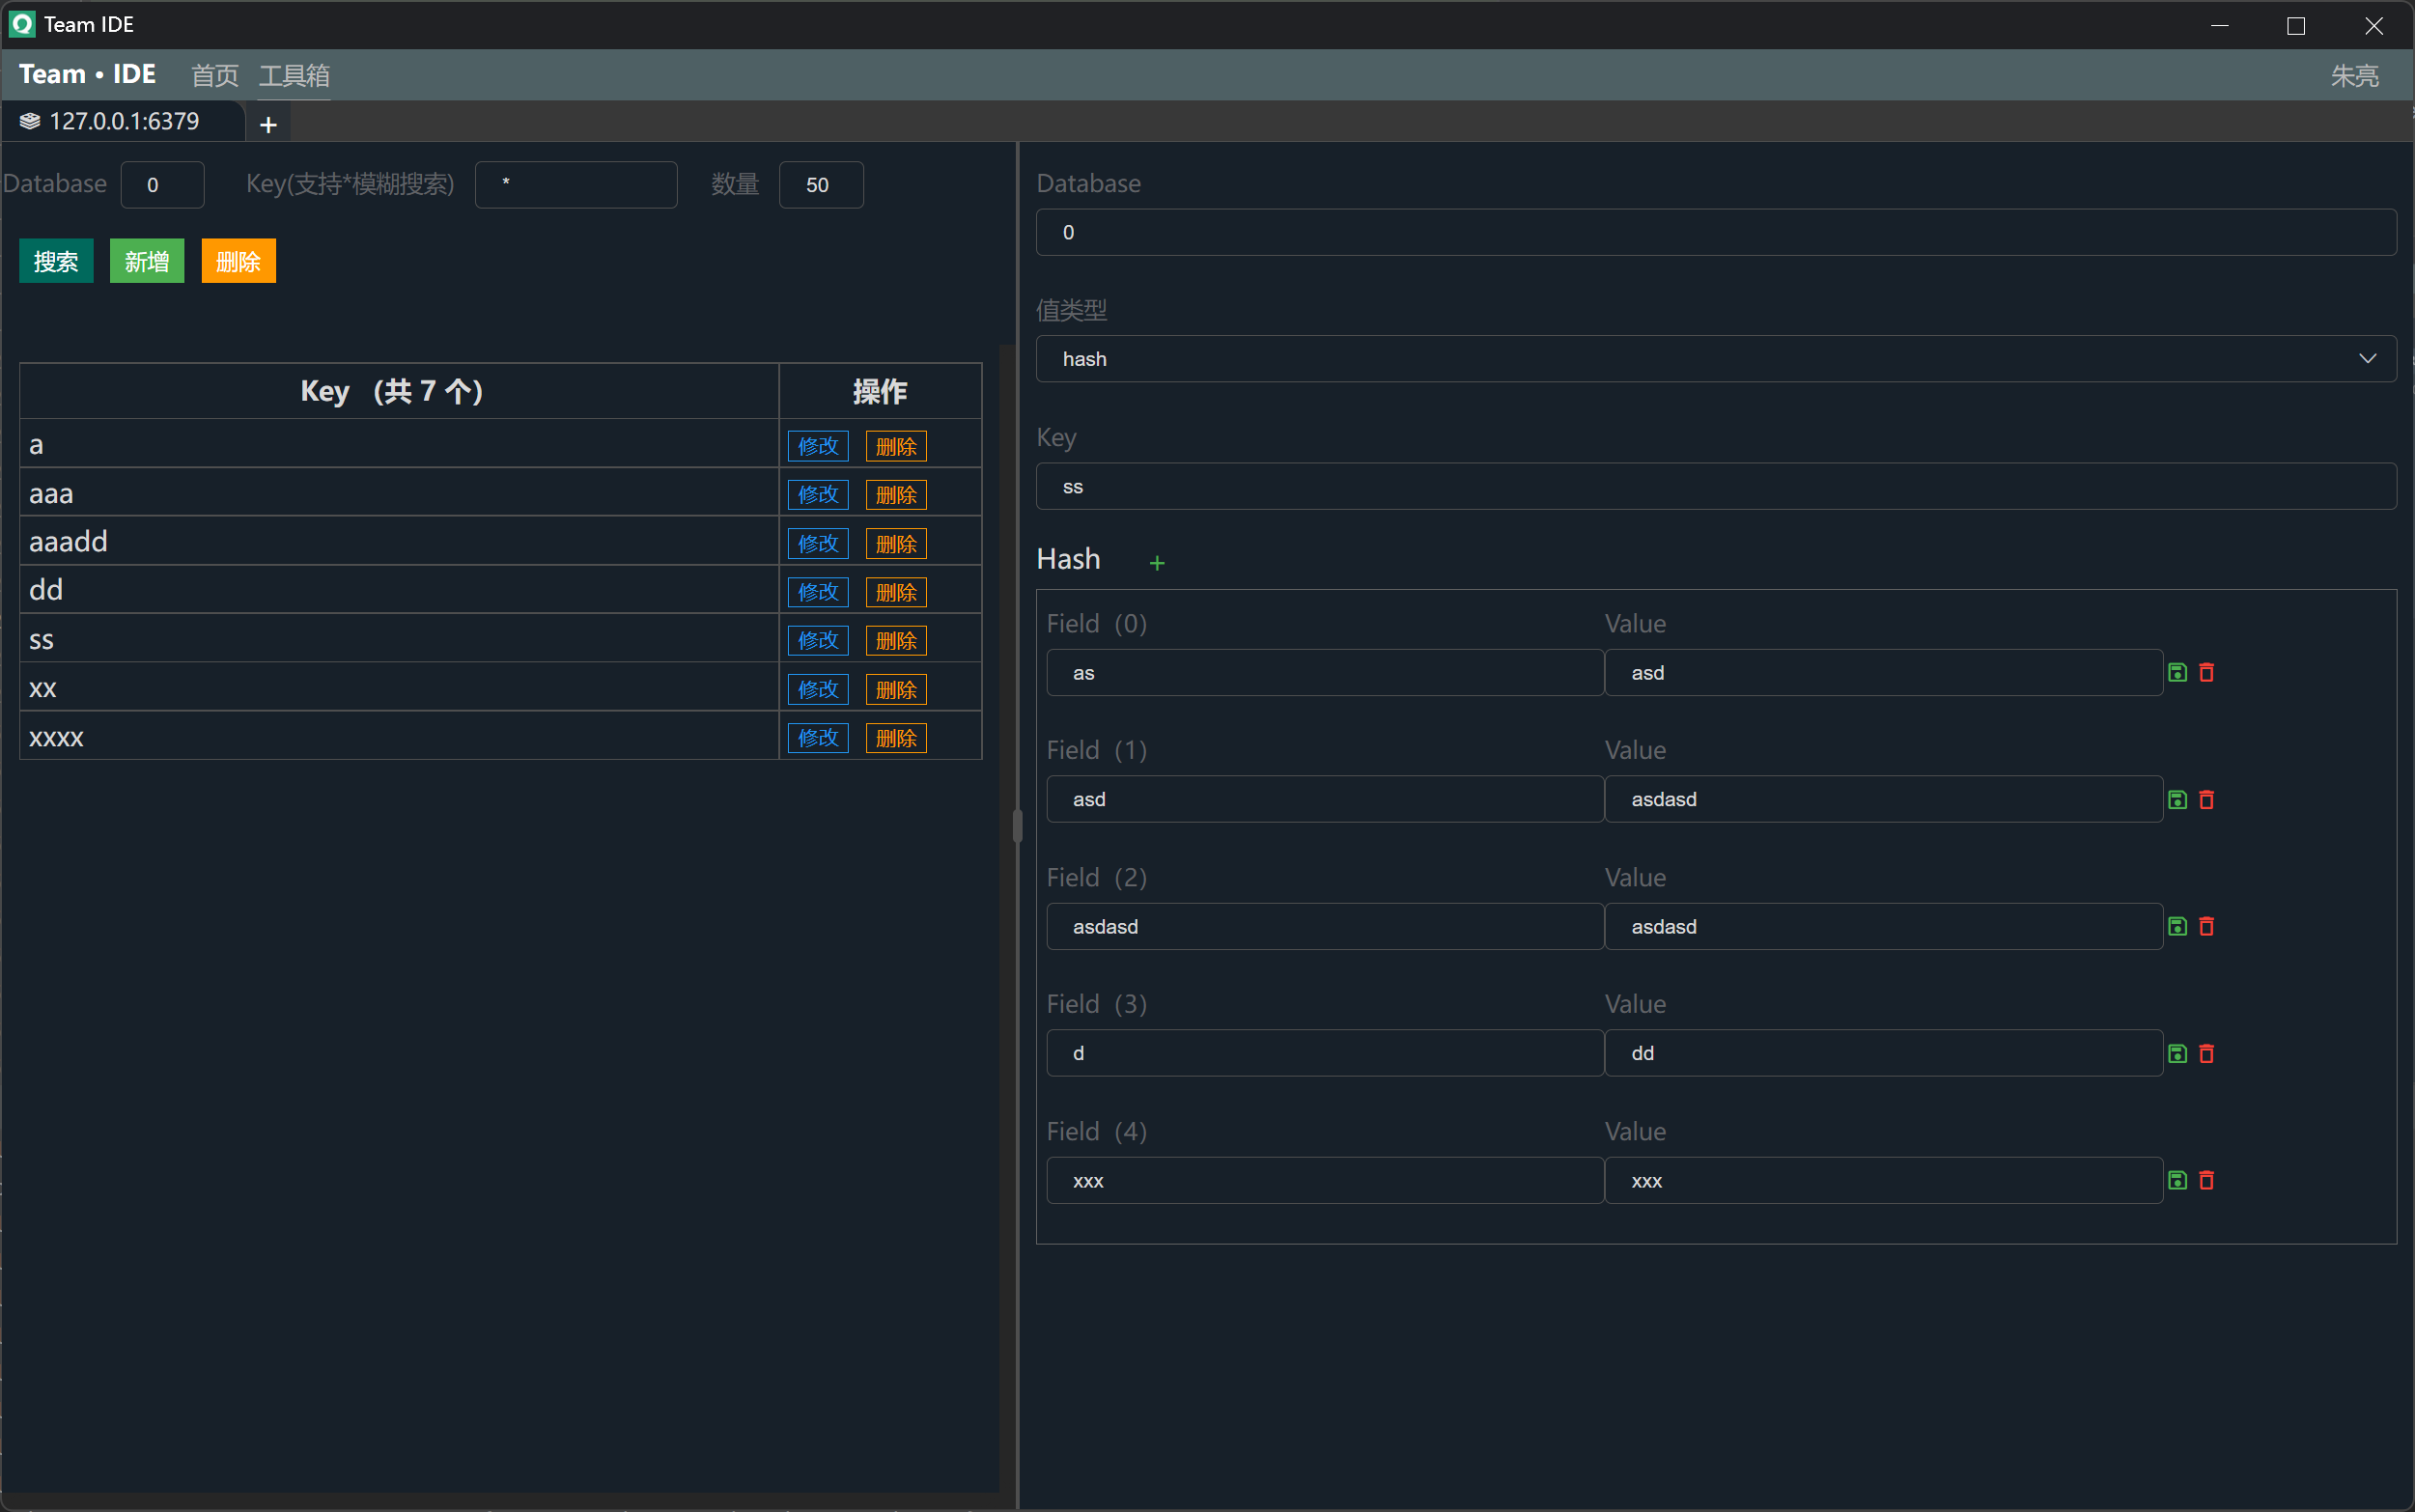 Team IDE
Team • IDE 首页 工具箱 朱亮
127.0.0.1:6379 +
Database 0 Key(支持*模糊搜索) * 数量 50
搜索 新增 删除
Key （共 7 个） 操作
a 修改 删除
aaa 修改 删除
aaadd 修改 删除
dd 修改 删除
ss 修改 删除
xx 修改 删除
xxxx 修改 删除
Database
0
值类型
hash
Key
ss
Hash +
Field（0） Value
as asd
Field（1） Value
asd asdasd
Field（2） Value
asdasd asdasd
Field（3） Value
d dd
Field（4） Value
xxx xxx